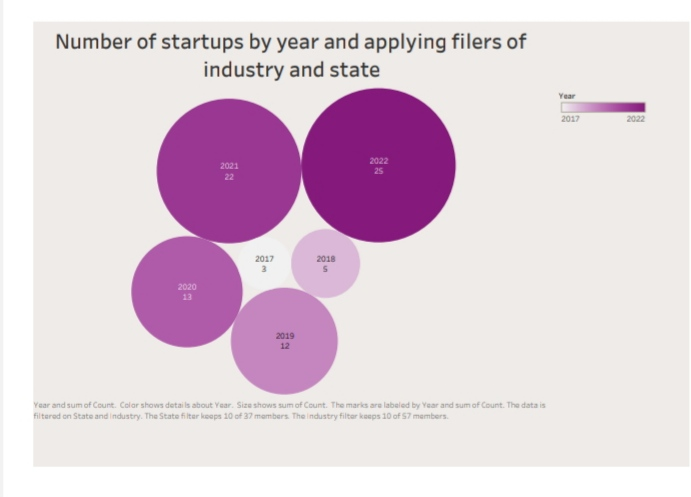 Number of startups by year and applying filers of
industry and state
Year
2017 2022
2021
22
2022
25
2017
3
2018
5
2020
13
2019
12
Year and sum of Count. Color shows details about Year. Size shows sum of Count. The marks are labeled by Year and sum of Count. The data is
filtered on State and Industry. The State filter keeps 10 of 37 members. The Industry filter keeps 10 of 57 members.